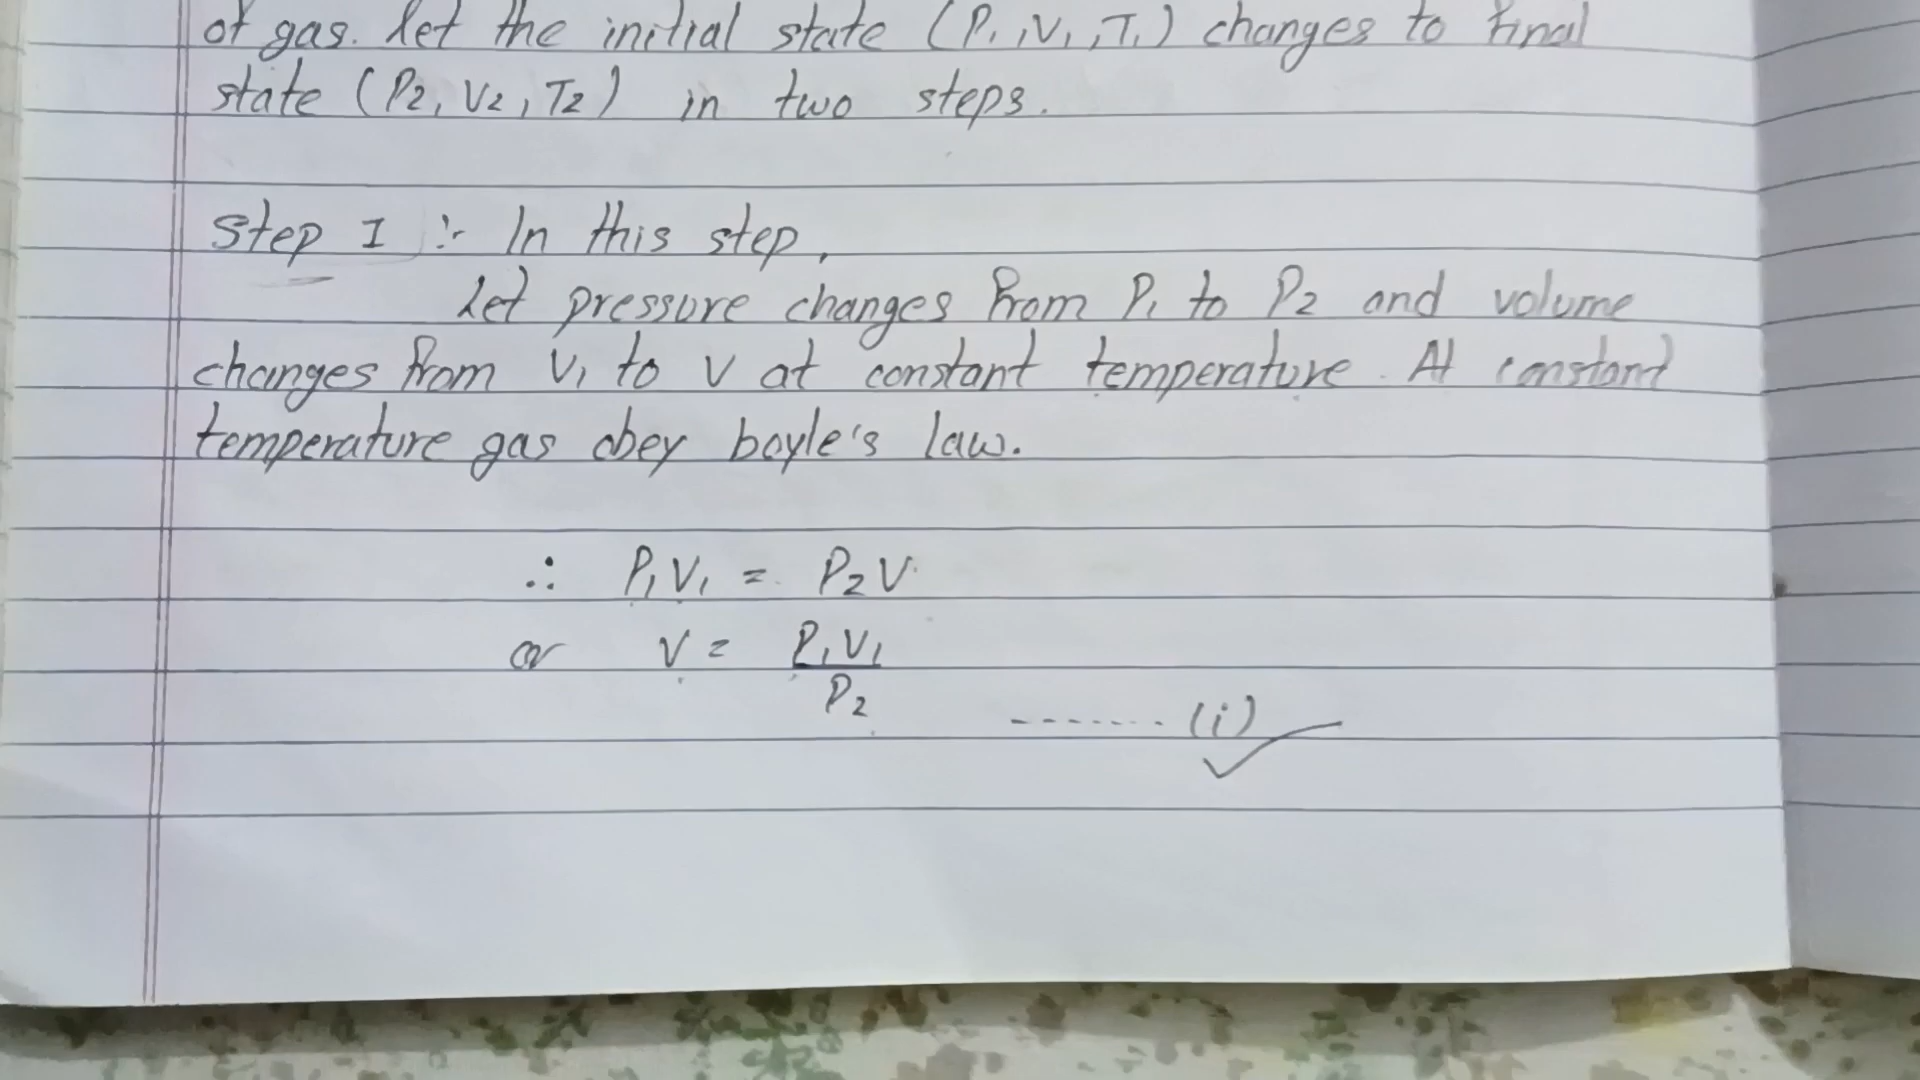 of gas. Let the initial state (P₁, V₁, T₁) changes to final
state (P₂, V₂, T₂) in two steps.
Step I :- In this step,
Let pressure changes from P₁ to P₂ and volume
changes from V₁ to V at constant temperature. At constant
temperature gas obey boyle's law.
∴ P₁V₁ = P₂V
or V = P₁V₁
P₂
....... (i)